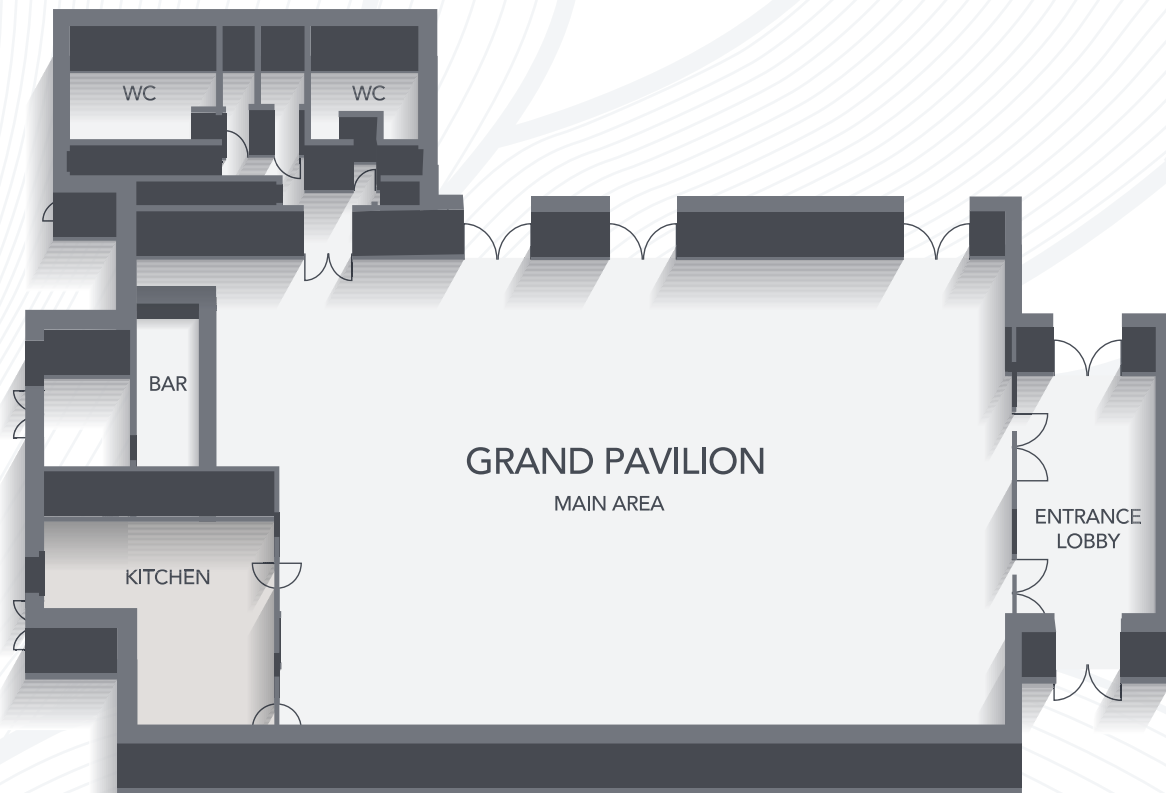 WC
WC
BAR
GRAND PAVILION
MAIN AREA
ENTRANCE
LOBBY
KITCHEN